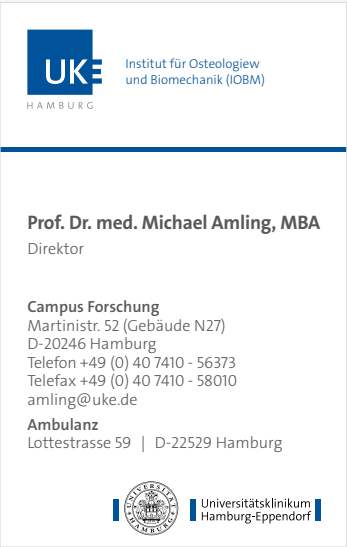 UKE
HAMBURG
Institut für Osteologiew
und Biomechanik (IOBM)
Prof. Dr. med. Michael Amling, MBA
Direktor
Campus Forschung
Martinistr. 52 (Gebäude N27)
D-20246 Hamburg
Telefon +49 (0) 40 7410 - 56373
Telefax +49 (0) 40 7410 - 58010
amling@uke.de
Ambulanz
Lottestrasse 59 | D-22529 Hamburg
UNIVERSITÄT
HAMBURG
Universitätsklinikum
Hamburg-Eppendorf